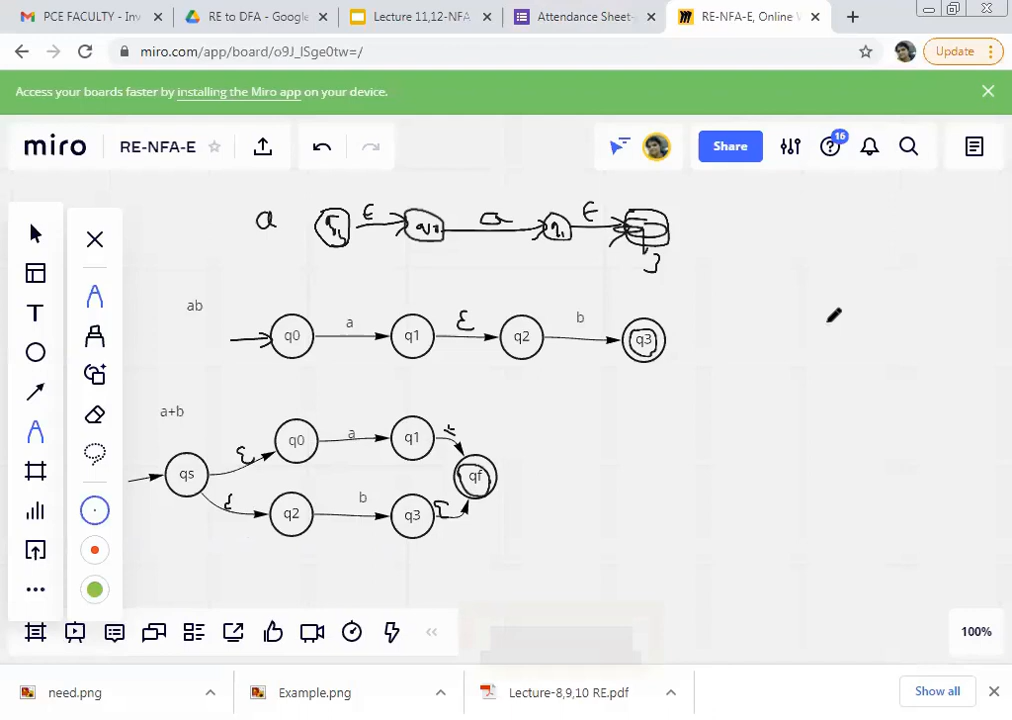 PCE FACULTY - Inv
RE to DFA - Google
Lecture 11,12-NFA
Attendance Sheet-
RE-NFA-E, Online W
miro.com/app/board/o9J_lSge0tw=/
Update
Access your boards faster by installing the Miro app on your device.
miro
RE-NFA-E
Share
16
a
ε
a
q1
ε
ab
q0
a
q1
ε
q2
b
q3
a+b
qs
ε
q0
a
q1
qf
ε
q2
b
q3
ε
100%
need.png
Example.png
Lecture-8,9,10 RE.pdf
Show all